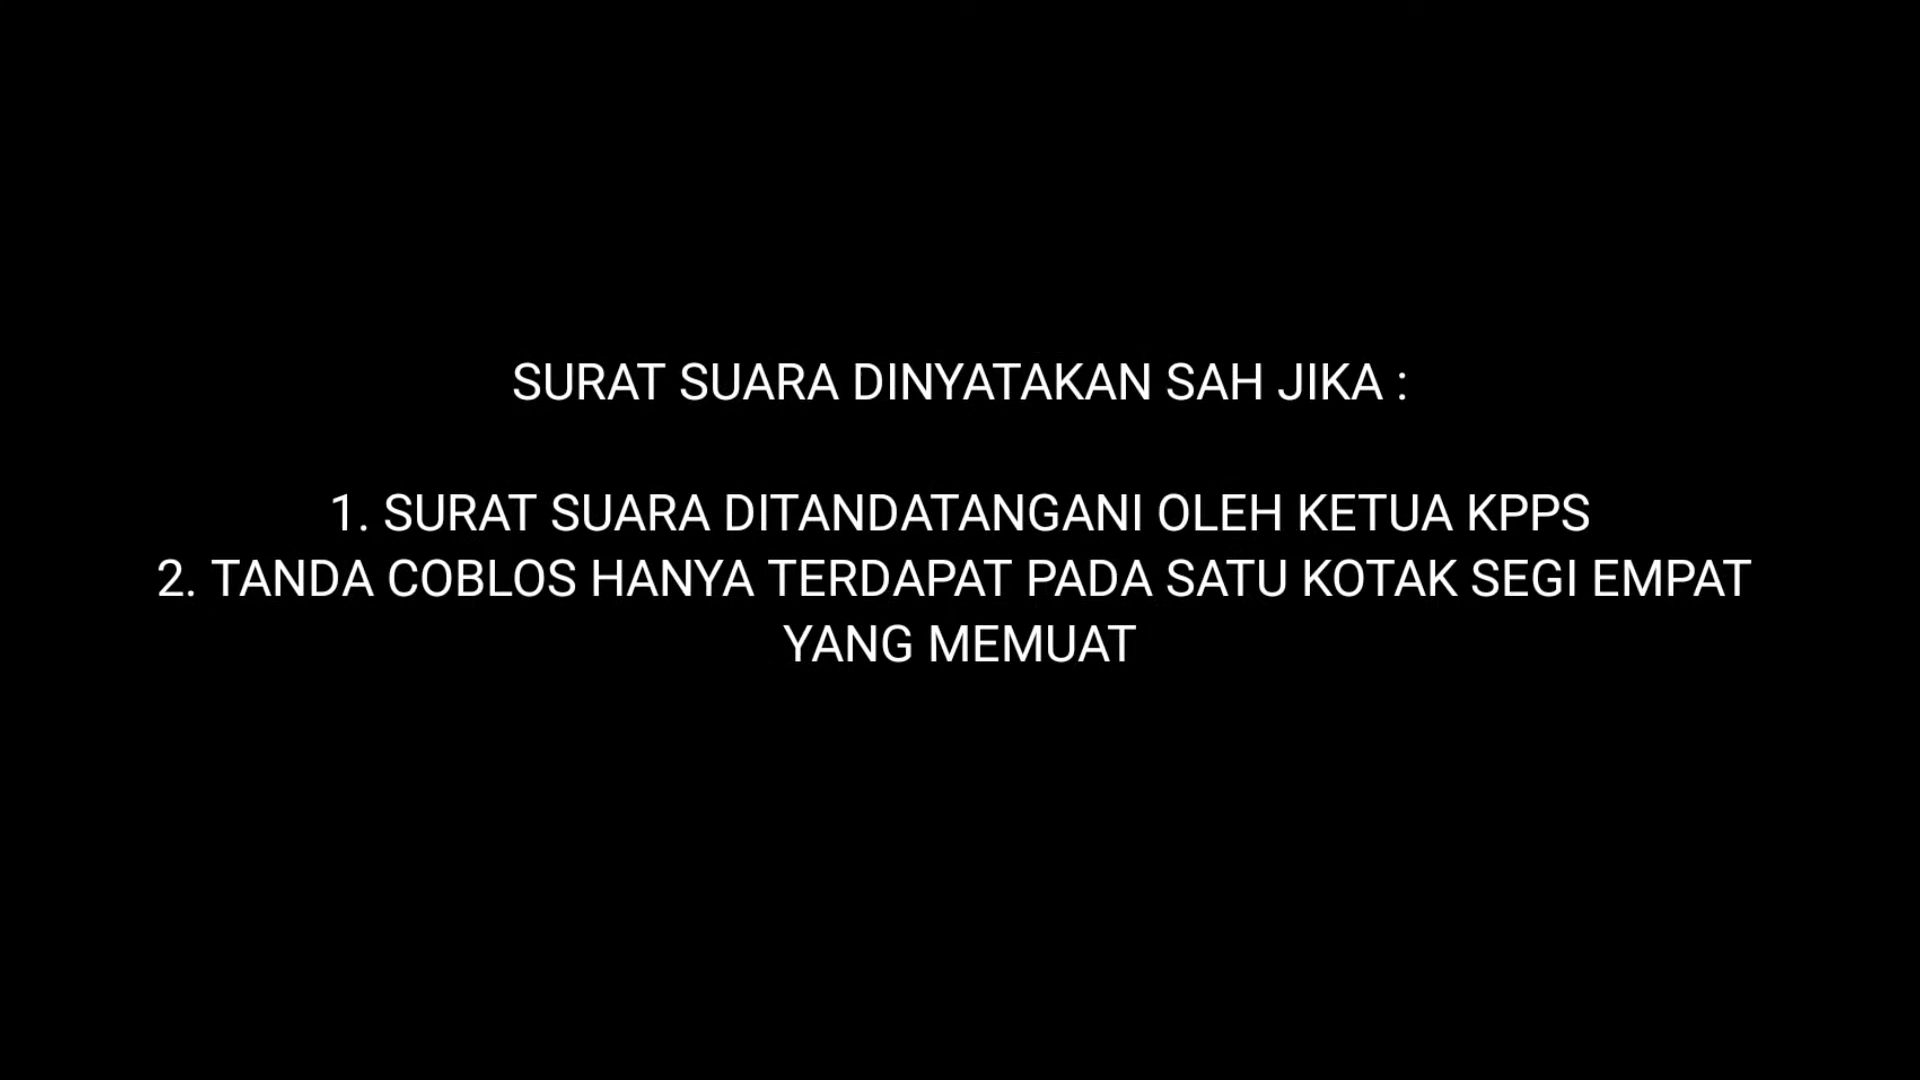 SURAT SUARA DINYATAKAN SAH JIKA :
1. SURAT SUARA DITANDATANGANI OLEH KETUA KPPS
2. TANDA COBLOS HANYA TERDAPAT PADA SATU KOTAK SEGI EMPAT
YANG MEMUAT